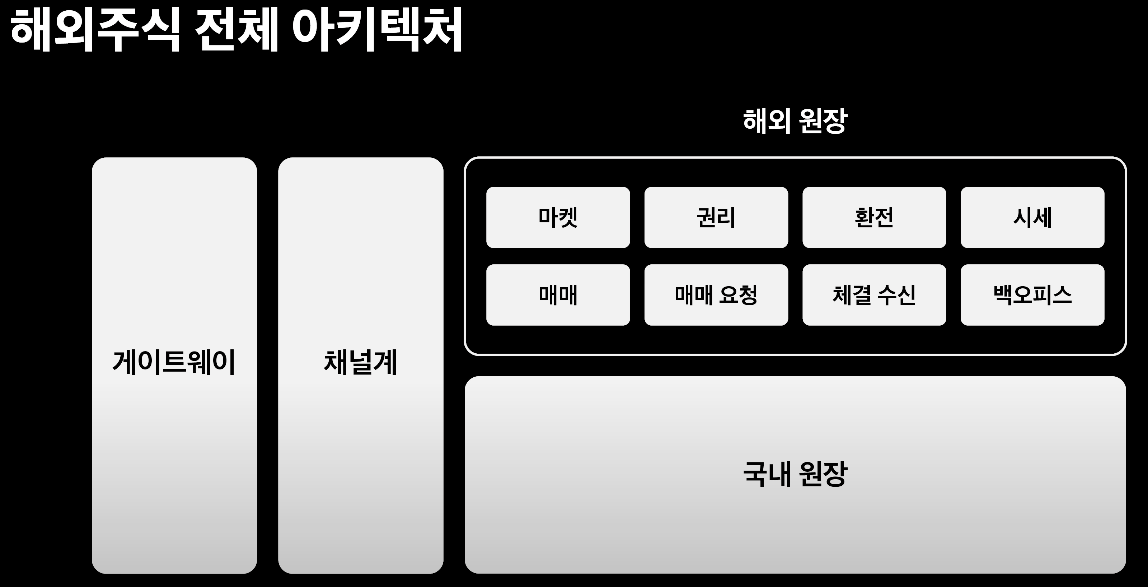 해외주식 전체 아키텍처
해외 원장
게이트웨이
채널계
마켓
권리
환전
시세
매매
매매 요청
체결 수신
백오피스
국내 원장